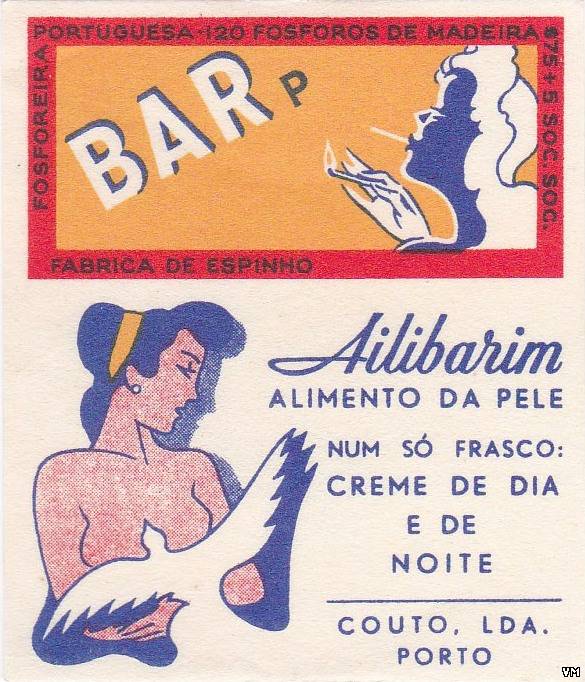 FOSFOREIRA PORTUGUESA · 120 FOSFOROS DE MADEIRA $75 + 5 SOC. SOC.
BAR P
FABRICA DE ESPINHO
Ailibarim
ALIMENTO DA PELE
NUM SÓ FRASCO:
CREME DE DIA
E DE
NOITE
COUTO, LDA.
PORTO
VM